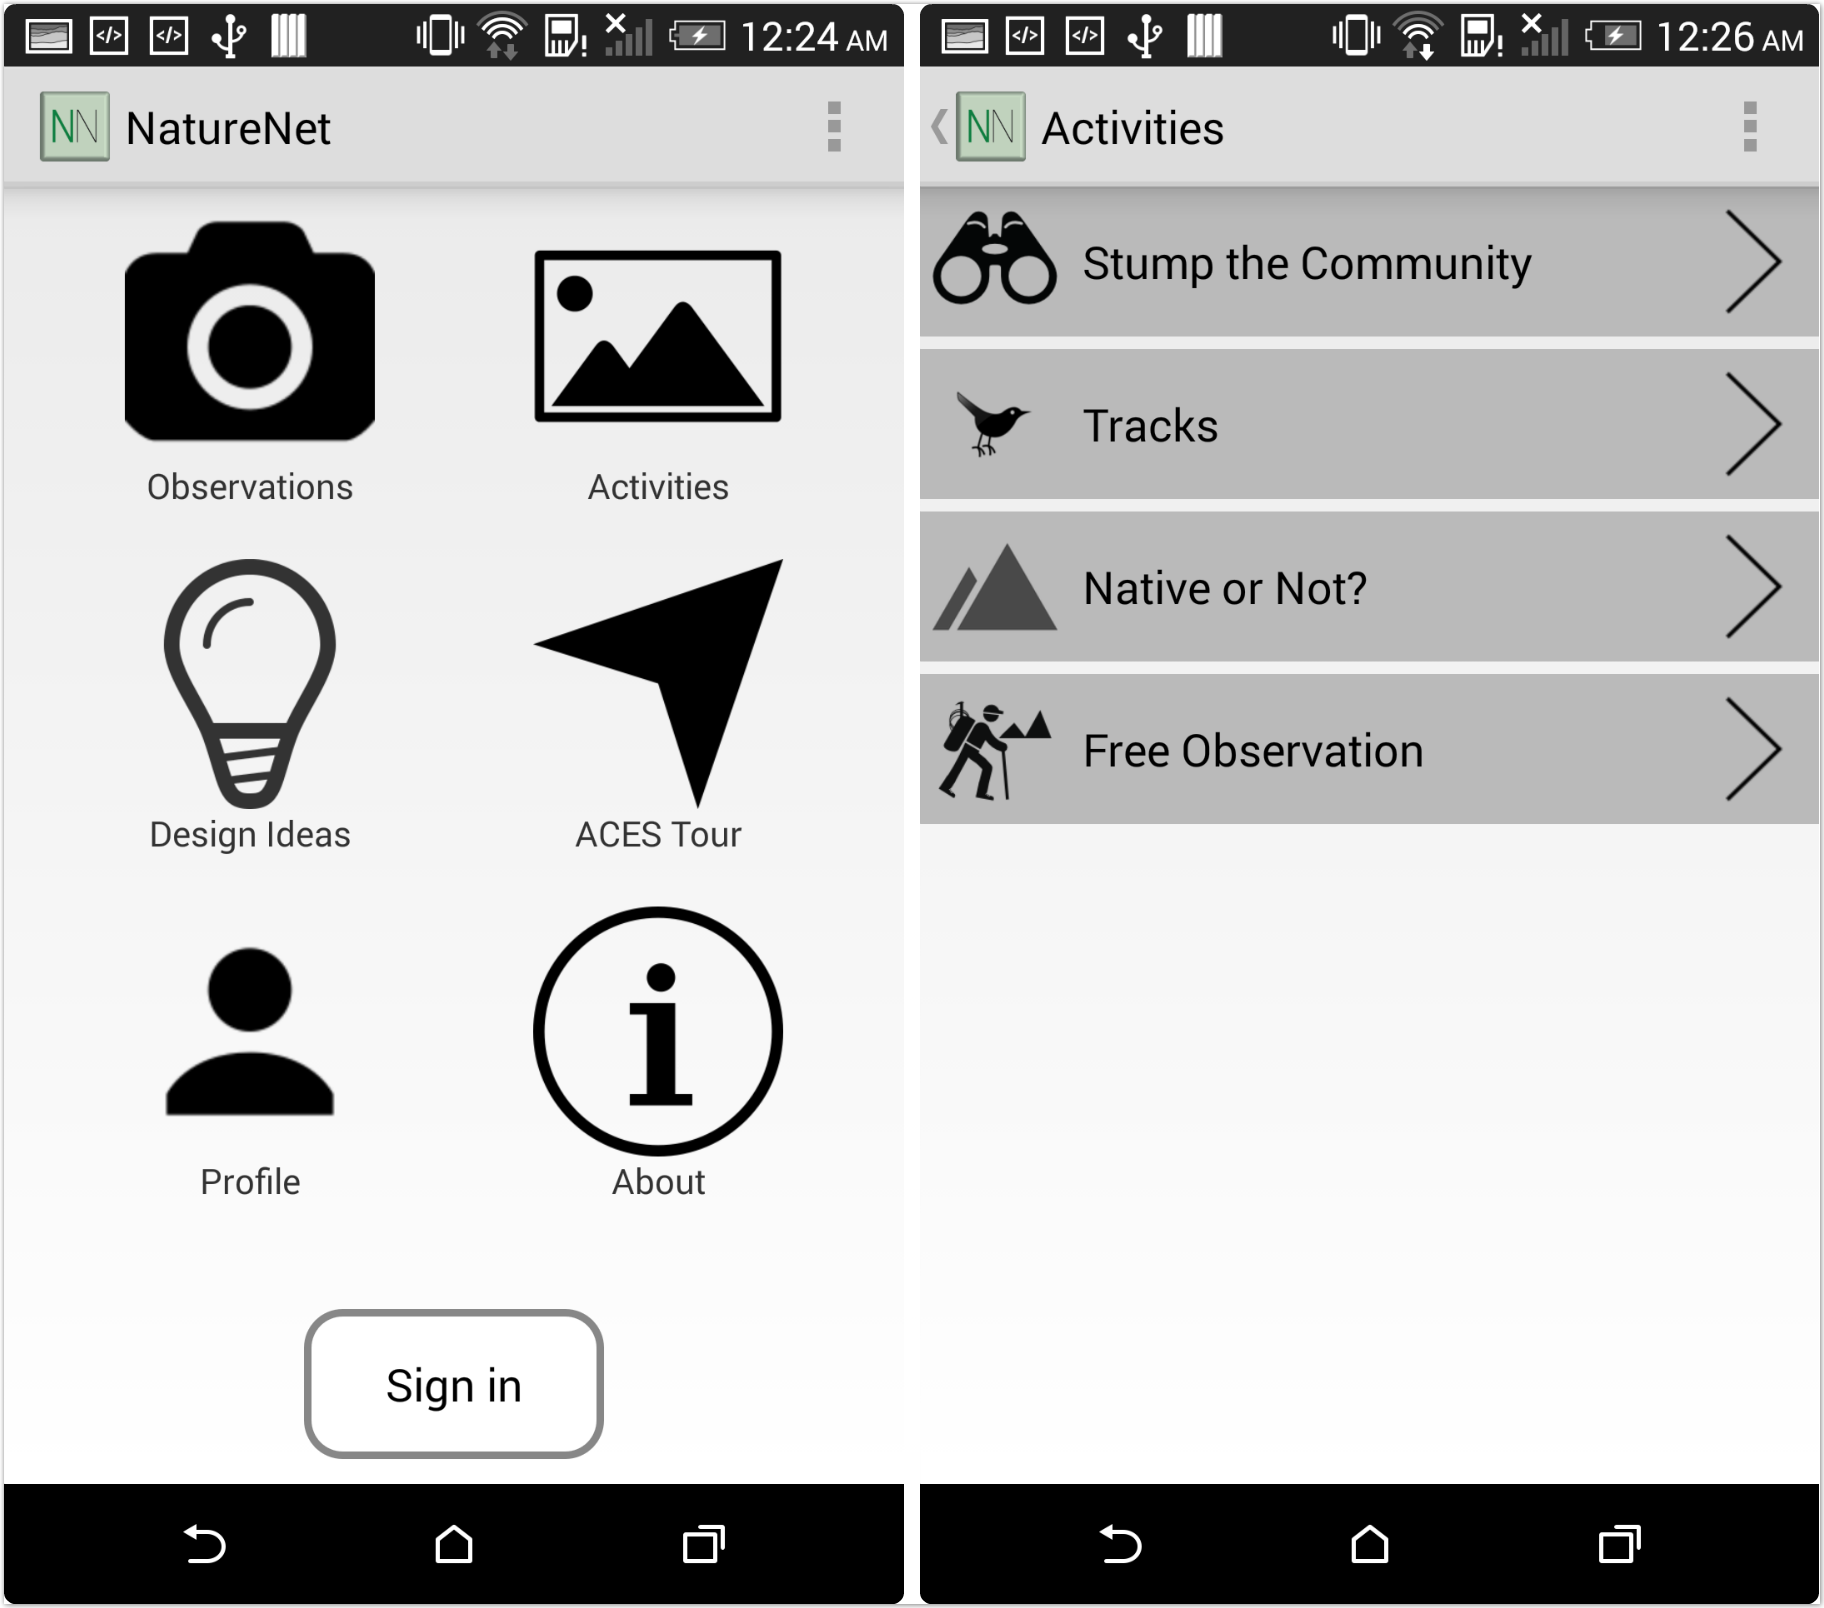 12:24 AM
NN NatureNet
Observations
Activities
Design Ideas
ACES Tour
Profile
About
Sign in
12:26 AM
NN Activities
Stump the Community
Tracks
Native or Not?
Free Observation